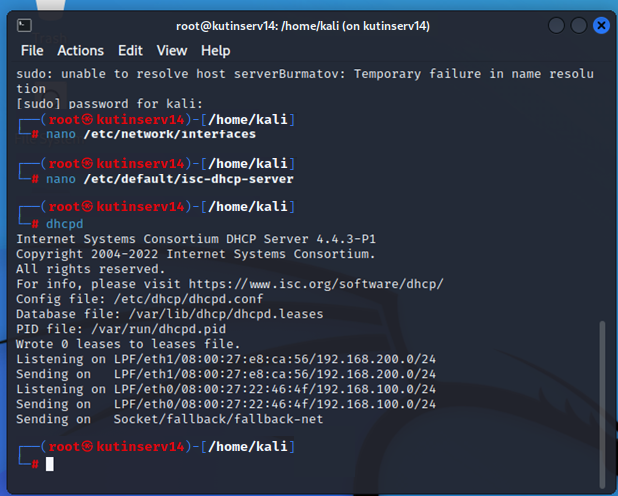 root@kutinserv14: /home/kali (on kutinserv14)
File Actions Edit View Help
sudo: unable to resolve host serverBurmatov: Temporary failure in name resolu
tion
[sudo] password for kali:
┌──(root㉿kutinserv14)-[/home/kali]
└─# nano /etc/network/interfaces
┌──(root㉿kutinserv14)-[/home/kali]
└─# nano /etc/default/isc-dhcp-server
┌──(root㉿kutinserv14)-[/home/kali]
└─# dhcpd
Internet Systems Consortium DHCP Server 4.4.3-P1
Copyright 2004-2022 Internet Systems Consortium.
All rights reserved.
For info, please visit https://www.isc.org/software/dhcp/
Config file: /etc/dhcp/dhcpd.conf
Database file: /var/lib/dhcp/dhcpd.leases
PID file: /var/run/dhcpd.pid
Wrote 0 leases to leases file.
Listening on LPF/eth1/08:00:27:e8:ca:56/192.168.200.0/24
Sending on   LPF/eth1/08:00:27:e8:ca:56/192.168.200.0/24
Listening on LPF/eth0/08:00:27:22:46:4f/192.168.100.0/24
Sending on   LPF/eth0/08:00:27:22:46:4f/192.168.100.0/24
Sending on   Socket/fallback/fallback-net
┌──(root㉿kutinserv14)-[/home/kali]
└─#